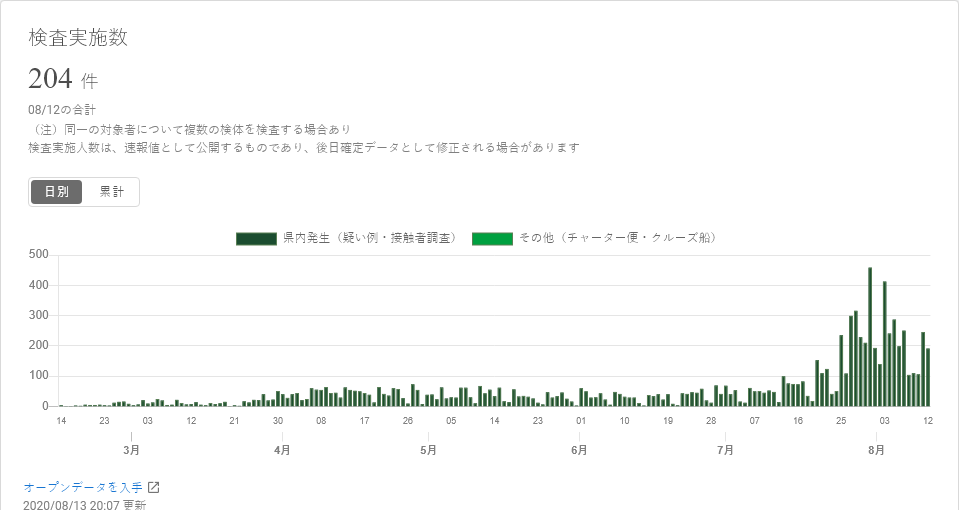 検査実施数
204 件
08/12の合計
（注）同一の対象者について複数の検体を検査する場合あり
検査実施人数は、速報値として公開するものであり、後日確定データとして修正される場合があります
日別 累計
県内発生（疑い例・接触者調査） その他（チャーター便・クルーズ船）
500
400
300
200
100
0
14 23 03 12 21 30 08 17 26 05 14 23 01 10 19 28 07 16 25 03 12
3月 4月 5月 6月 7月 8月
オープンデータを入手
2020/08/13 20:07 更新